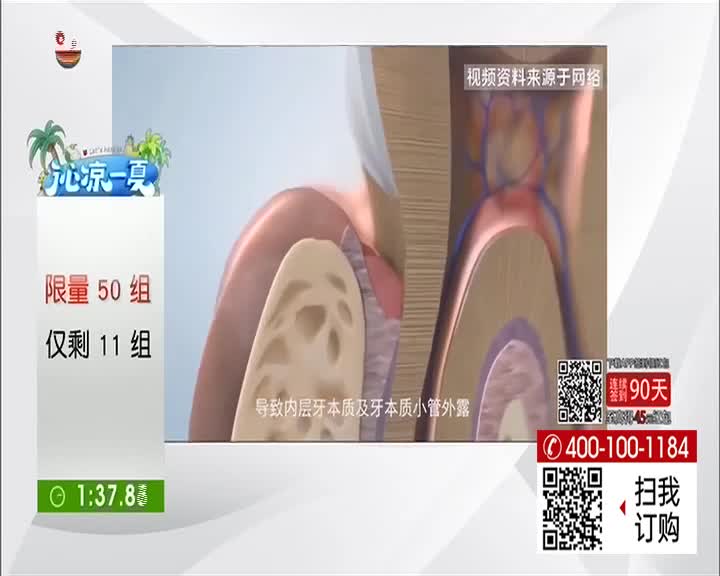 视频资料来源于网络
沁凉一夏
限量 50 组
仅剩 11 组
导致内层牙本质及牙本质小管外露
连续
签到
90天
400-100-1184
扫我
订购
1:37.8